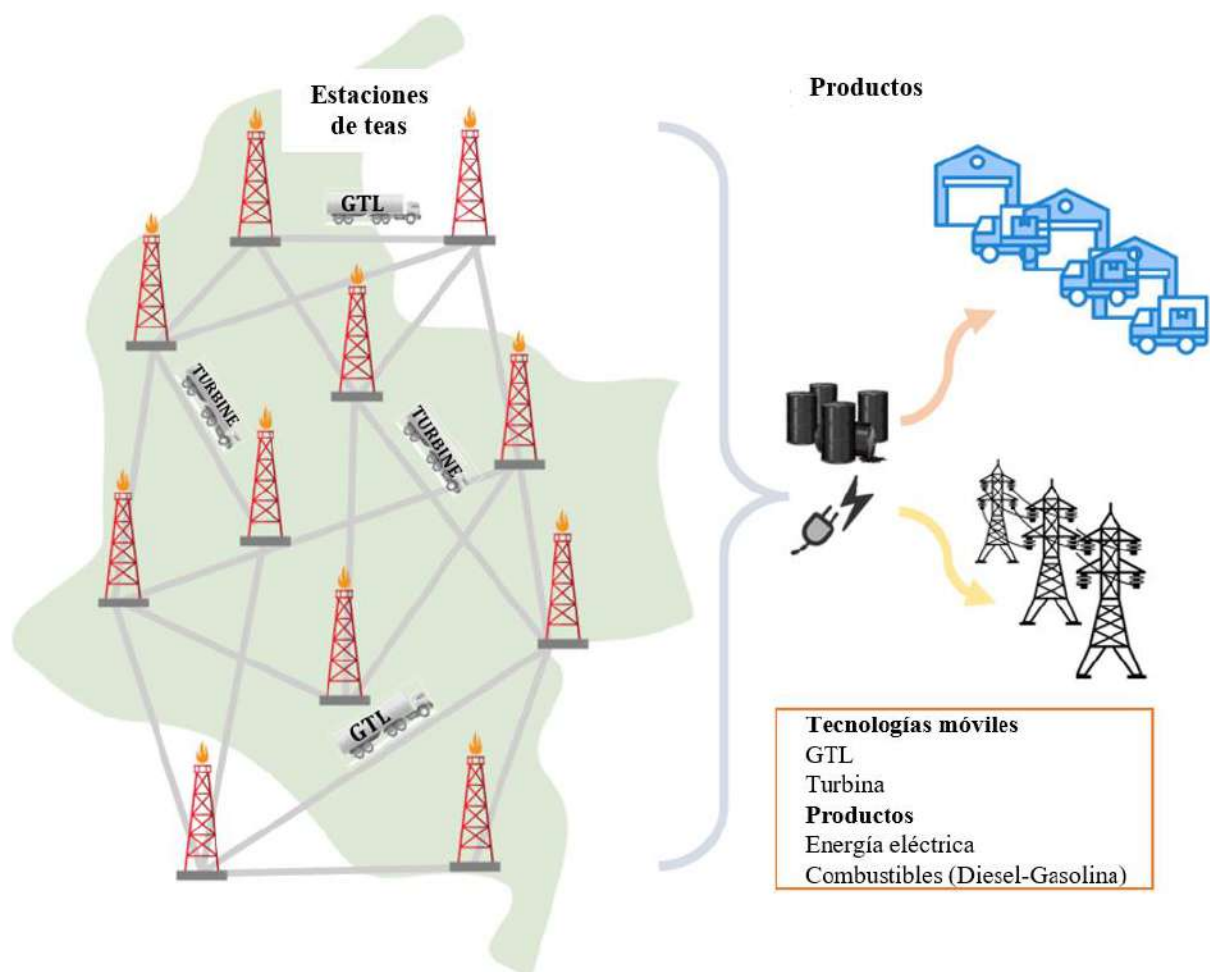 Estaciones
de teas
Productos
GTL
TURBINE
TURBINE
GTL
Tecnologías móviles
GTL
Turbina
Productos
Energía eléctrica
Combustibles (Diesel-Gasolina)